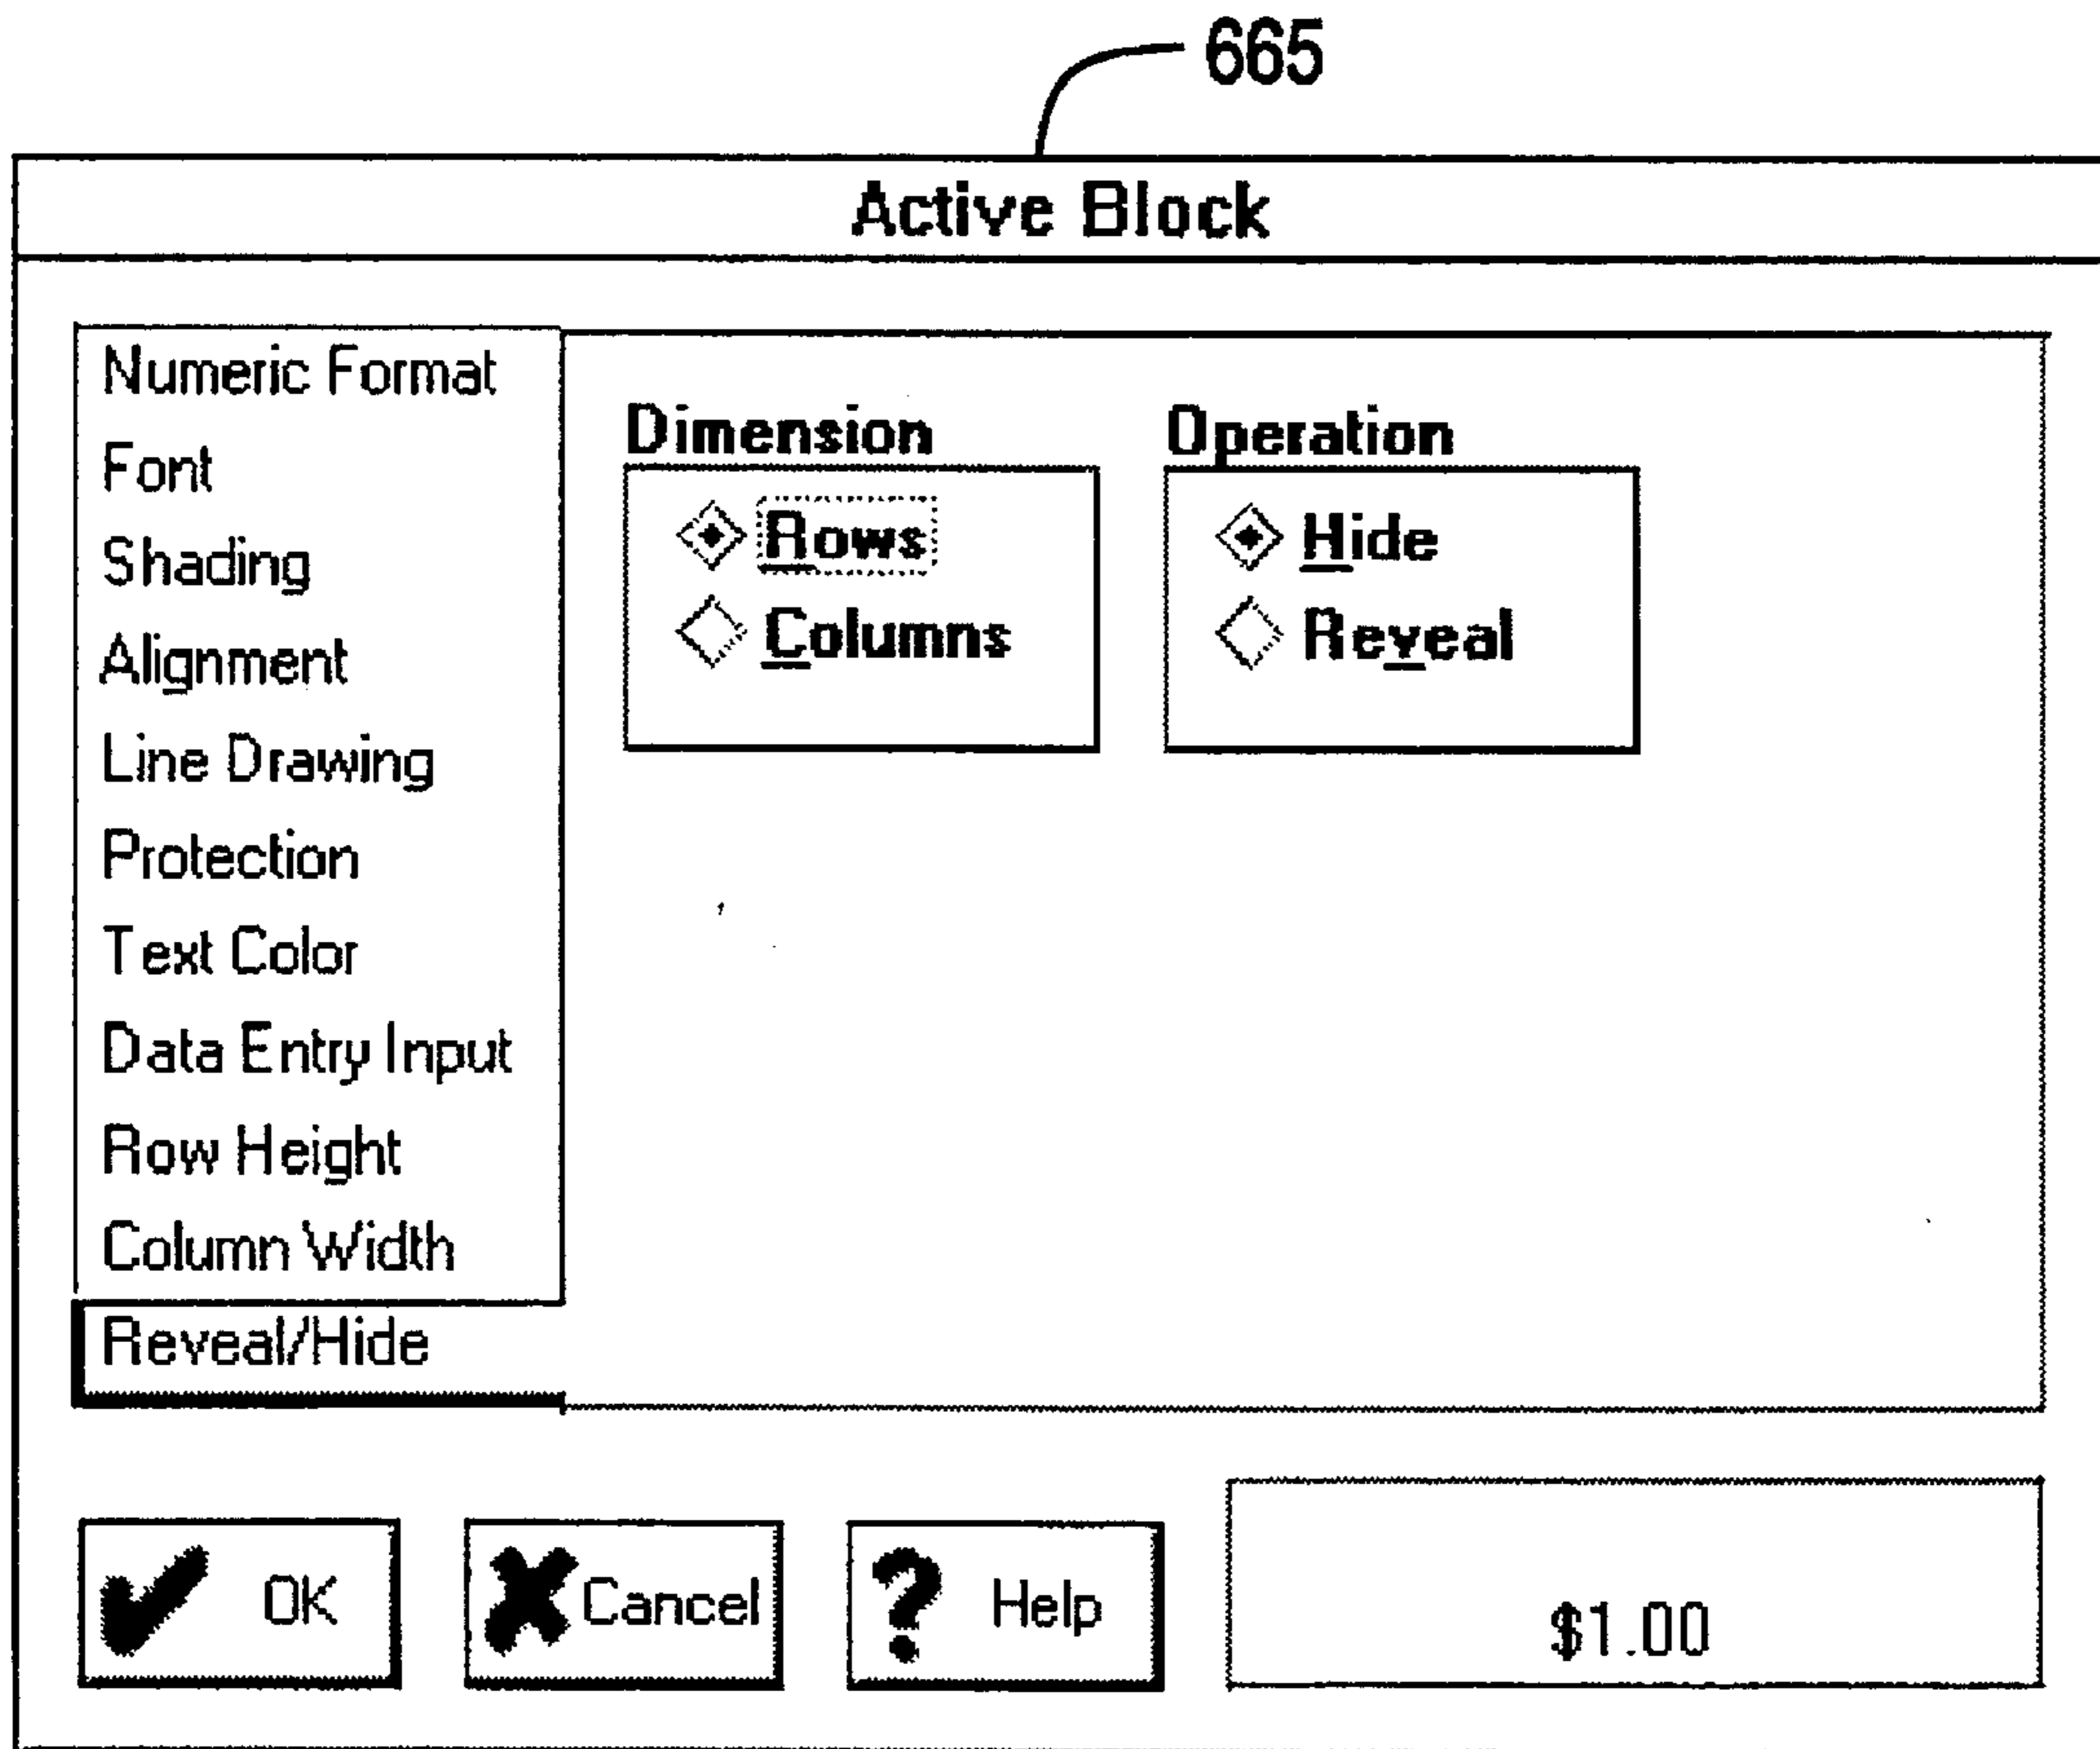 665
Active Block
Numeric Format
Font
Shading
Alignment
Line Drawing
Protection
Text Color
Data Entry Input
Row Height
Column Width
Reveal/Hide
Dimension
Rows
Columns
Operation
Hide
Reveal
OK
Cancel
? Help
$1.00